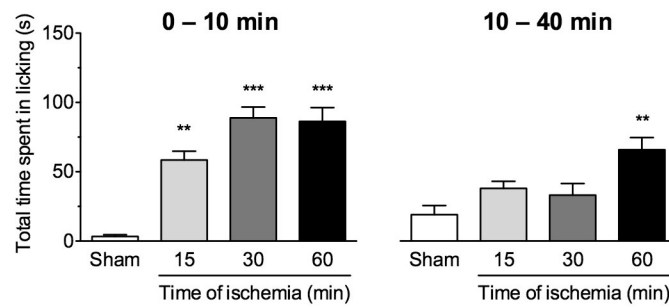 0 – 10 min
10 – 40 min
Total time spent in licking (s)
150
100
50
0
**
***
***
**
Sham
15
30
60
Sham
15
30
60
Time of ischemia (min)
Time of ischemia (min)